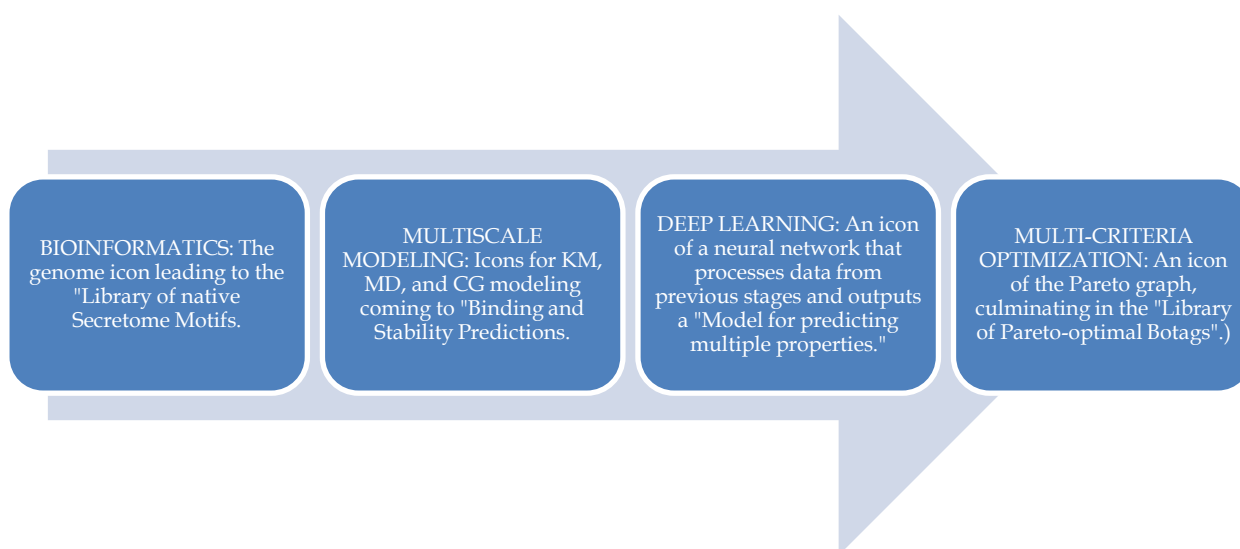 BIOINFORMATICS: The
genome icon leading to the
"Library of native
Secretome Motifs.
MULTISCALE
MODELING: Icons for KM,
MD, and CG modeling
coming to "Binding and
Stability Predictions.
DEEP LEARNING: An icon
of a neural network that
processes data from
previous stages and outputs
a "Model for predicting
multiple properties."
MULTI-CRITERIA
OPTIMIZATION: An icon
of the Pareto graph,
culminating in the "Library
of Pareto-optimal Botags".)